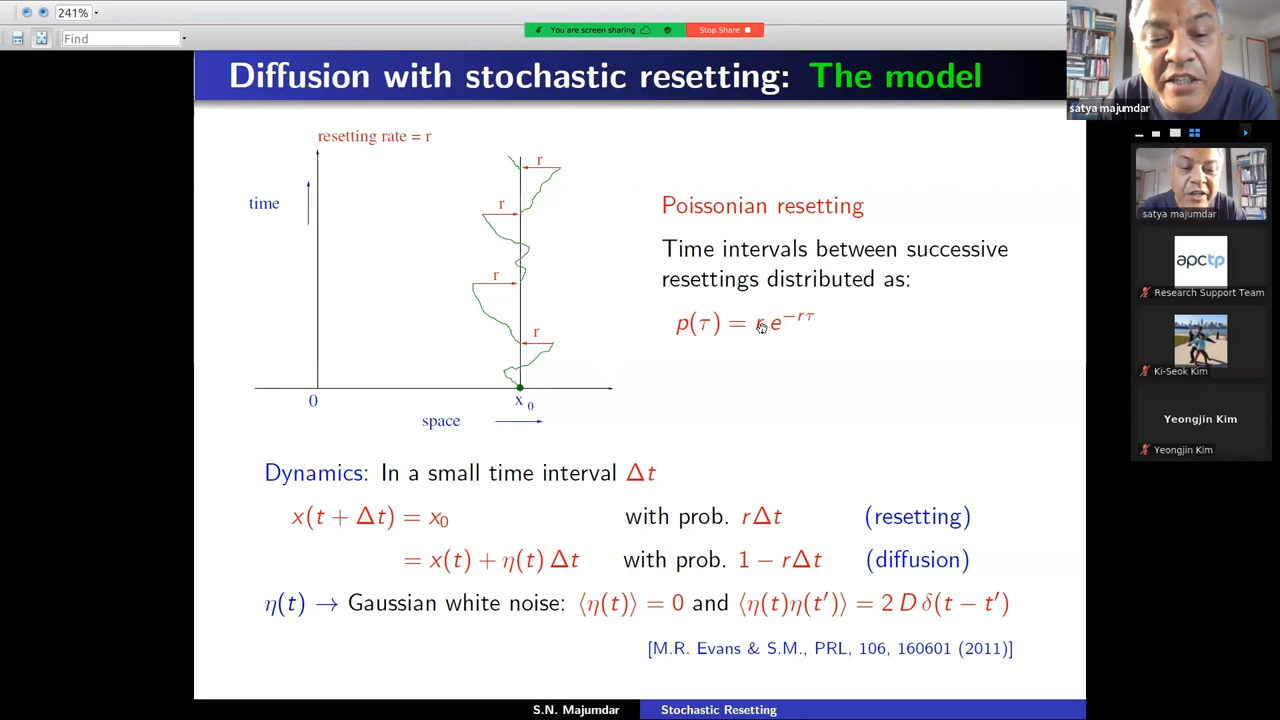 241%
Find
You are screen sharing
Stop Share
Diffusion with stochastic resetting: The model
satya majumdar
resetting rate = r
time
r
r
r
r
0
x 0
space
Poissonian resetting
Time intervals between successive
resettings distributed as:
p(τ) = r e^{−rτ}
Dynamics: In a small time interval Δt
x(t + Δt) = x₀ with prob. rΔt (resetting)
= x(t) + η(t) Δt with prob. 1 − rΔt (diffusion)
η(t) → Gaussian white noise: ⟨η(t)⟩ = 0 and ⟨η(t)η(t′)⟩ = 2 D δ(t − t′)
[M.R. Evans & S.M., PRL, 106, 160601 (2011)]
S.N. Majumdar
Stochastic Resetting
satya majumdar
apctp
Research Support Team
Ki-Seok Kim
Yeongjin Kim
Yeongjin Kim